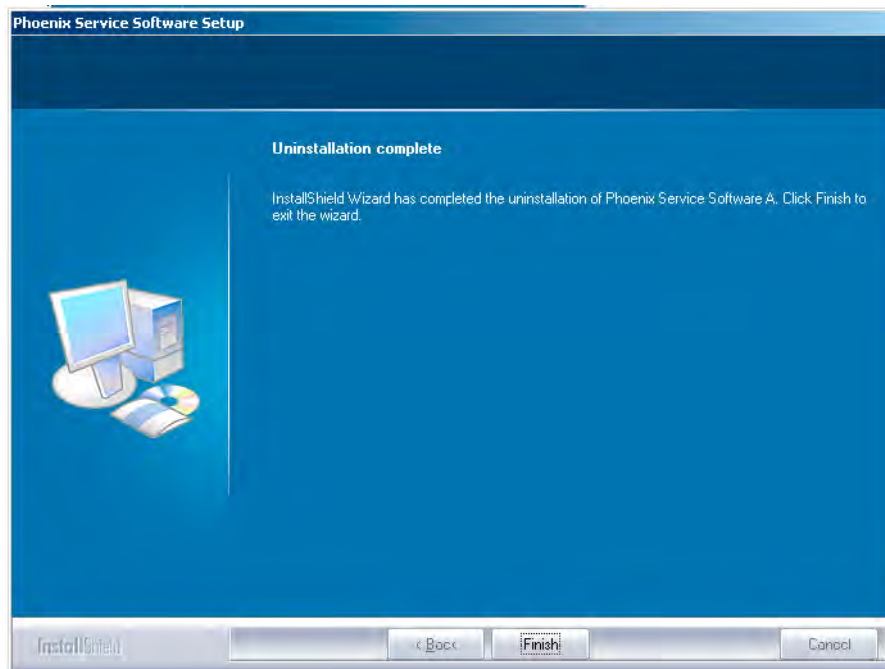 Phoenix Service Software Setup
Uninstallation complete
InstallShield Wizard has completed the uninstallation of Phoenix Service Software A. Click Finish to
exit the wizard.
InstallShield
< Back
Finish
Cancel